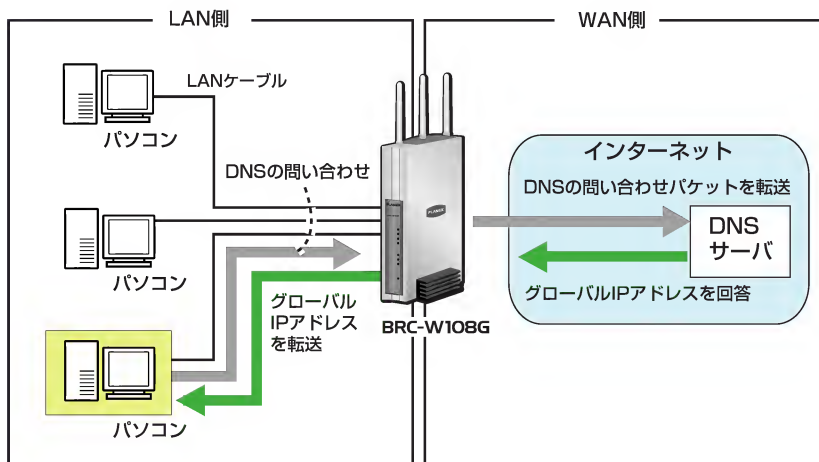 LAN側
WAN側
LANケーブル
パソコン
DNSの問い合わせ
パソコン
グローバル
IPアドレス
を転送
パソコン
PLANEX
PLANEX
BRC-W108G
インターネット
DNSの問い合わせパケットを転送
DNS
サーバ
グローバルIPアドレスを回答